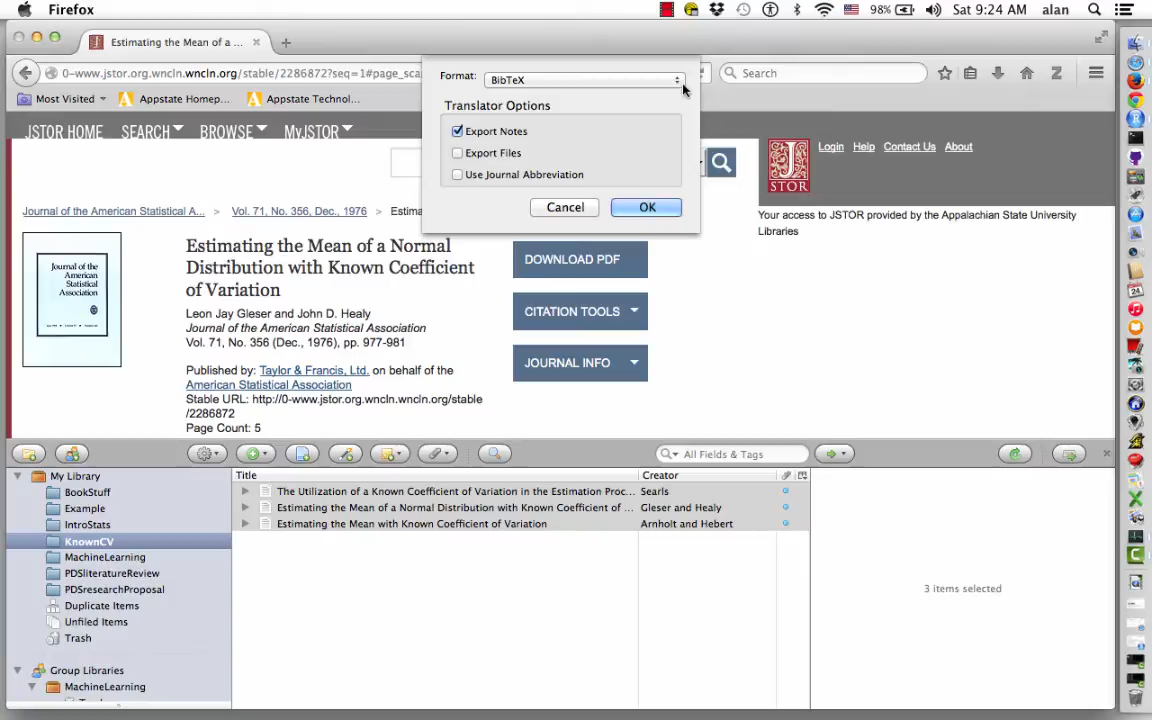 Firefox
98%
Sat 9:24 AM
alan
Estimating the Mean of a ...
0-www.jstor.org.wncln.wncln.org/stable/2286872?seq=1#page_sca
Search
Most Visited
Appstate Homep...
Appstate Technol...
Format:
BibTeX
Translator Options
Export Notes
Export Files
Use Journal Abbreviation
Cancel
OK
JSTOR HOME
SEARCH
BROWSE
MyJSTOR
JSTOR
Login
Help
Contact Us
About
Your access to JSTOR provided by the Appalachian State University
Libraries
Journal of the American Statistical A...
>
Vol. 71, No. 356, Dec., 1976
>
Estima
Journal of the
American
Statistical
Association
Estimating the Mean of a Normal
Distribution with Known Coefficient
of Variation
Leon Jay Gleser and John D. Healy
Journal of the American Statistical Association
Vol. 71, No. 356 (Dec., 1976), pp. 977-981
Published by: Taylor & Francis, Ltd. on behalf of the
American Statistical Association
Stable URL: http://0-www.jstor.org.wncln.wncln.org/stable
/2286872
Page Count: 5
DOWNLOAD PDF
CITATION TOOLS
JOURNAL INFO
All Fields & Tags
My Library
BookStuff
Example
IntroStats
KnownCV
MachineLearning
PDSliteratureReview
PDSresearchProposal
Duplicate Items
Unfiled Items
Trash
Group Libraries
MachineLearning
Title
Creator
The Utilization of a Known Coefficient of Variation in the Estimation Proc...
Searls
Estimating the Mean of a Normal Distribution with Known Coefficient of ...
Gleser and Healy
Estimating the Mean with Known Coefficient of Variation
Arnholt and Hebert
3 items selected